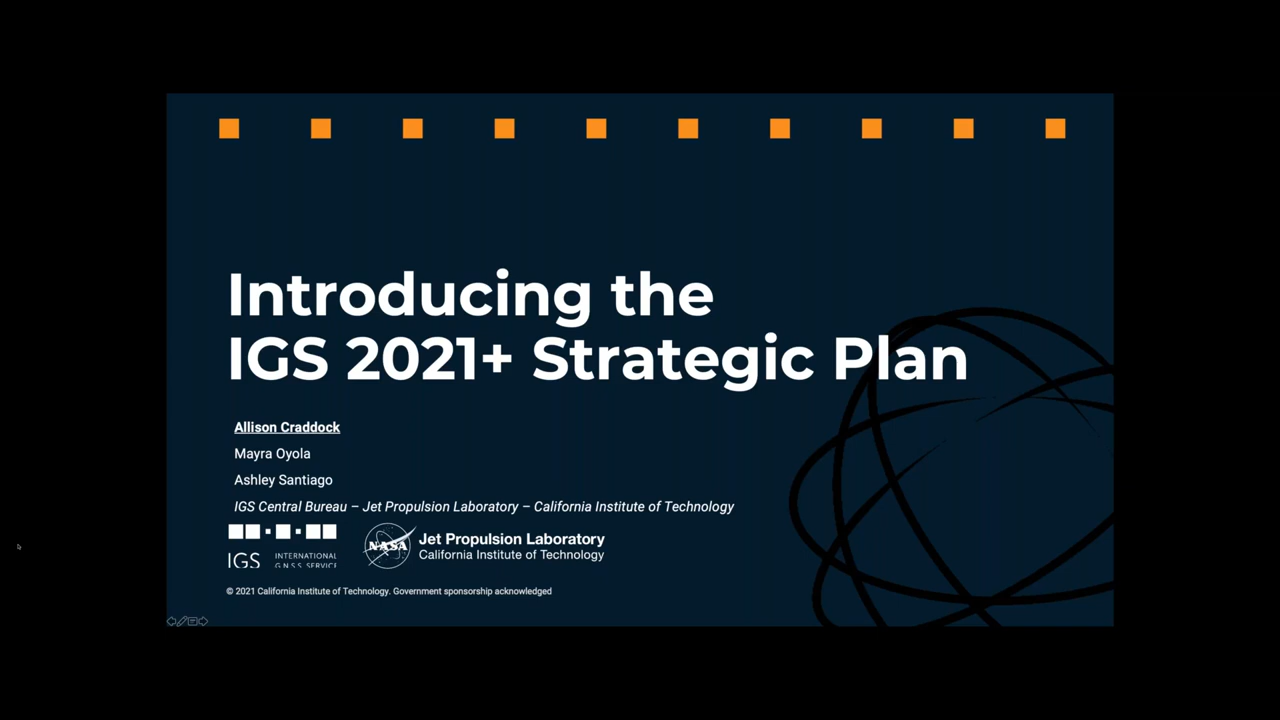 Introducing the
IGS 2021+ Strategic Plan
Allison Craddock
Mayra Oyola
Ashley Santiago
IGS Central Bureau – Jet Propulsion Laboratory – California Institute of Technology
IGS INTERNATIONAL
G N S S SERVICE
NASA
Jet Propulsion Laboratory
California Institute of Technology
© 2021 California Institute of Technology. Government sponsorship acknowledged